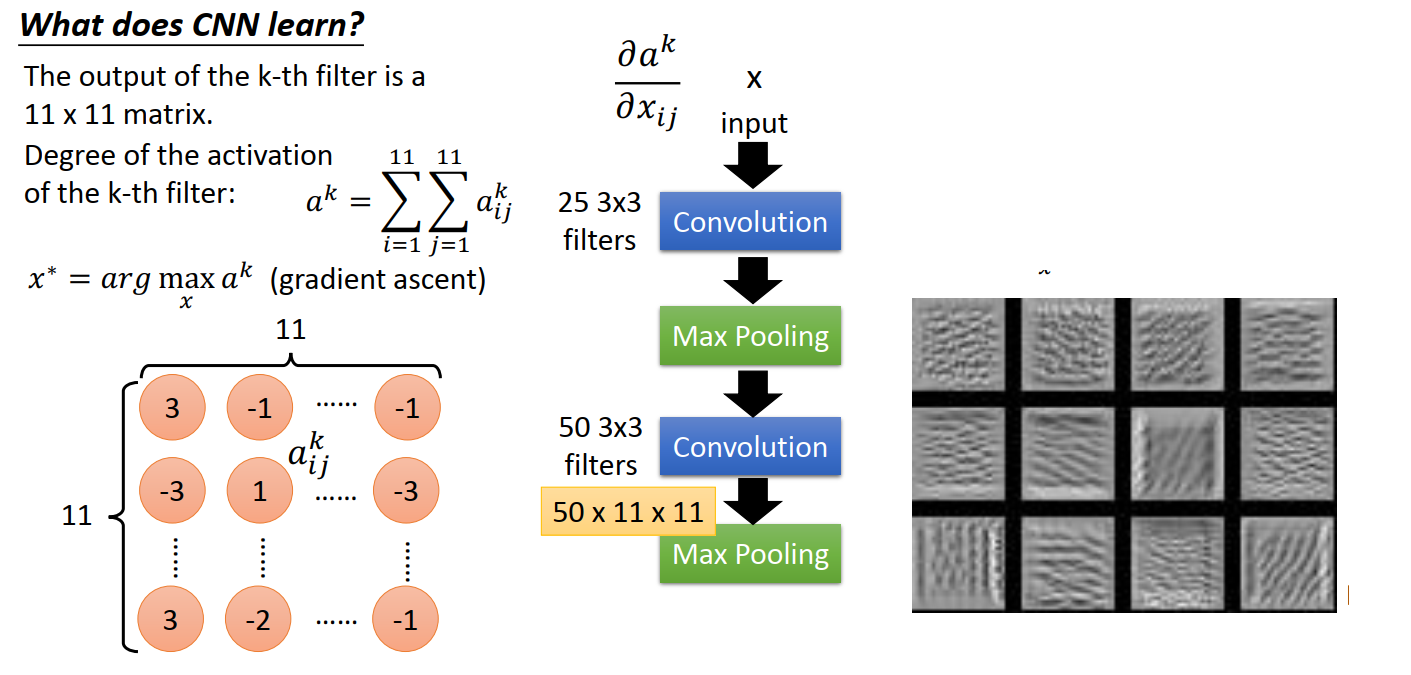 What does CNN learn?
The output of the k-th filter is a
11 x 11 matrix.
Degree of the activation
of the k-th filter:
a^k = \sum_{i=1}^{11} \sum_{j=1}^{11} a_{ij}^k
x^* = arg max_x a^k (gradient ascent)
11
11
3 -1 …… -1
a_{ij}^k
-3 1 …… -3
3 -2 …… -1
\frac{∂a^k}{∂x_{ij}}
x
input
25 3x3
filters
Convolution
Max Pooling
50 3x3
filters
Convolution
50 x 11 x 11
Max Pooling